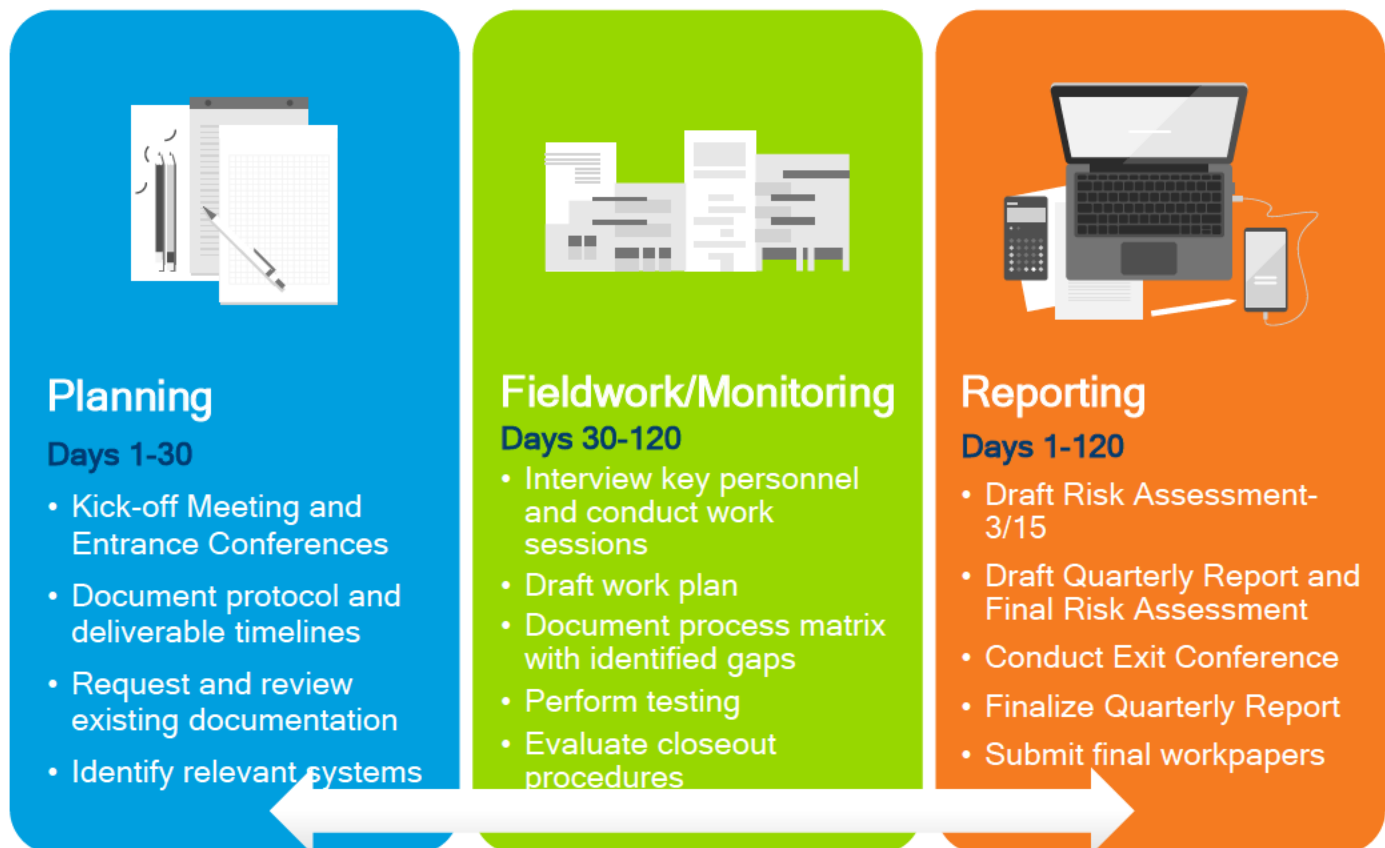 Planning
Days 1-30
• Kick-off Meeting and
Entrance Conferences
• Document protocol and
deliverable timelines
• Request and review
existing documentation
• Identify relevant systems
Fieldwork/Monitoring
Days 30-120
• Interview key personnel
and conduct work
sessions
• Draft work plan
• Document process matrix
with identified gaps
• Perform testing
• Evaluate closeout
procedures
Reporting
Days 1-120
• Draft Risk Assessment-
3/15
• Draft Quarterly Report and
Final Risk Assessment
• Conduct Exit Conference
• Finalize Quarterly Report
• Submit final workpapers